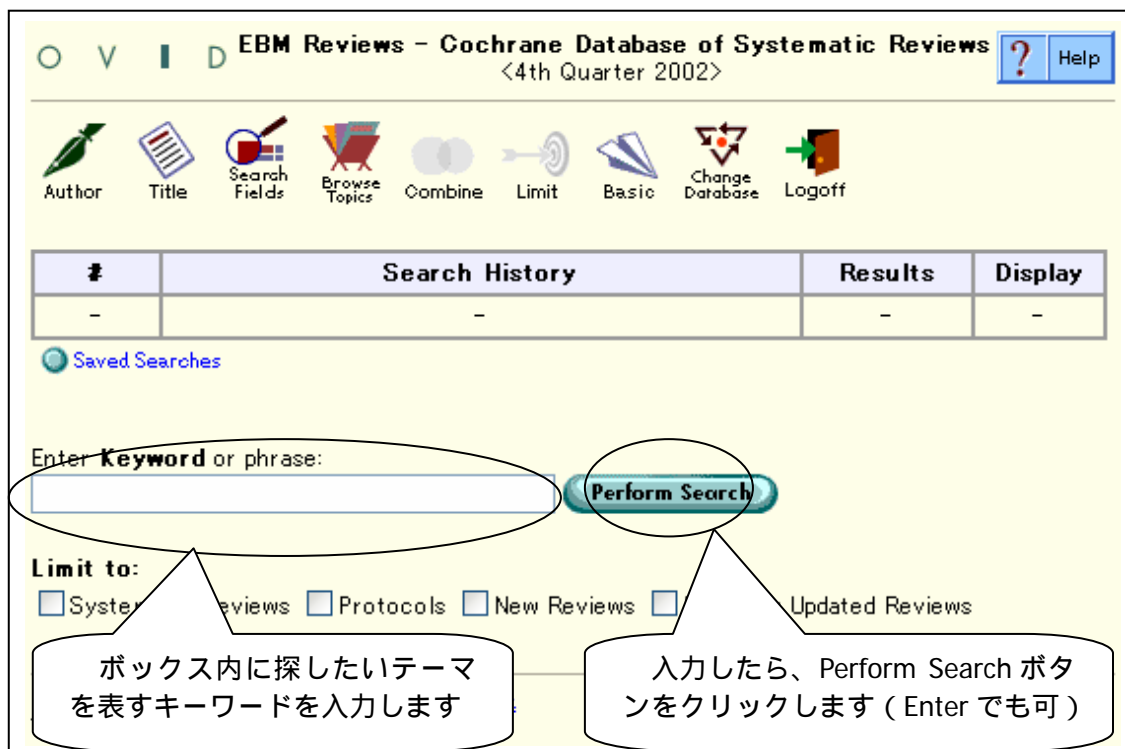 O V I D EBM Reviews - Cochrane Database of Systematic Reviews
<4th Quarter 2002>
? Help
Author Title Search Fields Browse Topics Combine Limit Basic Change Database Logoff
# Search History Results Display
- - - -
Saved Searches
Enter Keyword or phrase:
Perform Search
Limit to:
Syste eviews Protocols New Reviews Updated Reviews
ボックス内に探したいテーマ
を表すキーワードを入力します
入力したら、Perform Search ボタ
ンをクリックします（Enter でも可）